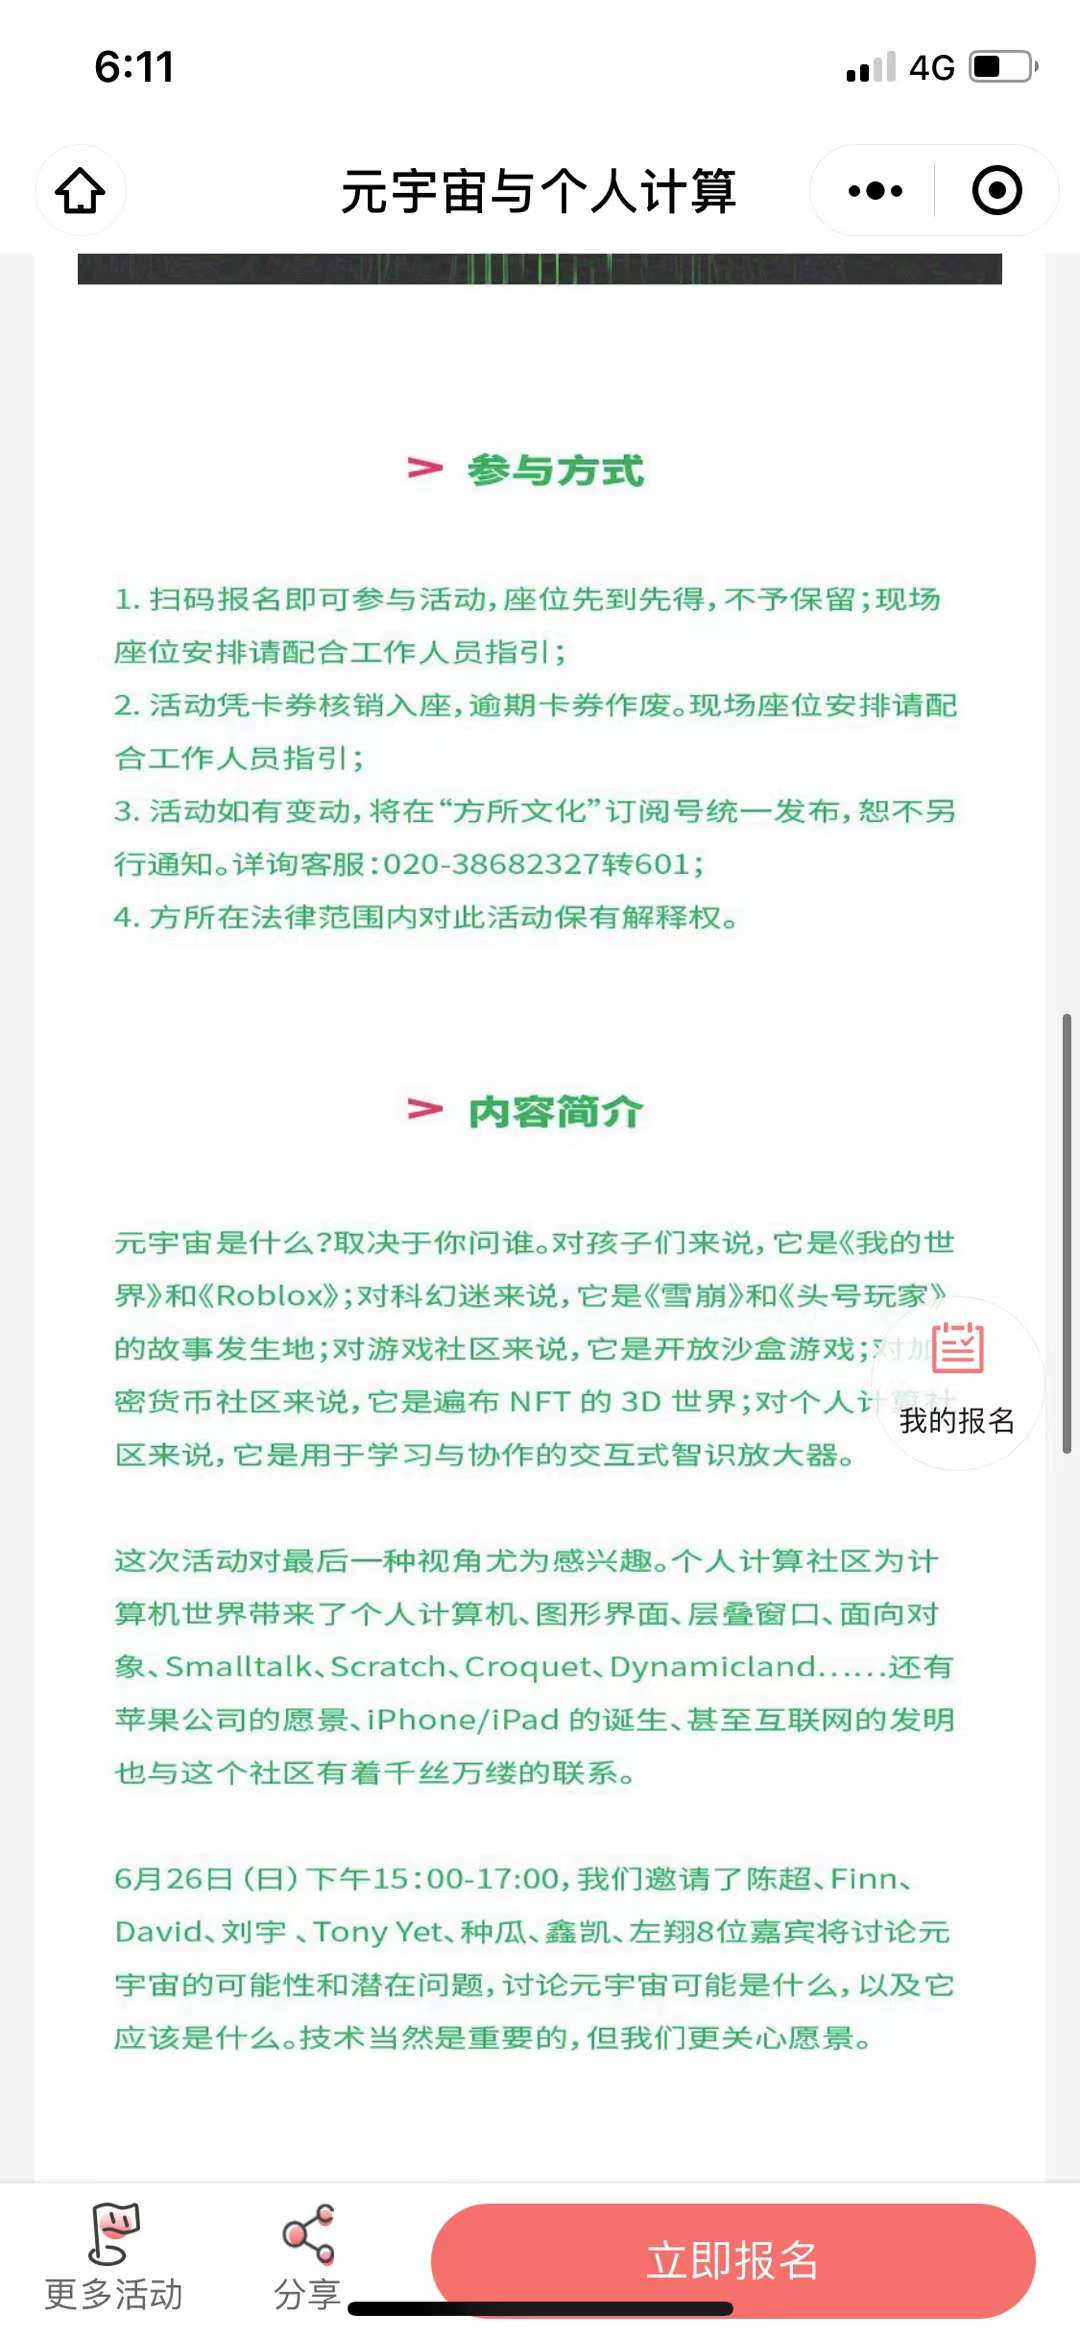 6:11
4G
元宇宙与个人计算
> 参与方式
1. 扫码报名即可参与活动，座位先到先得，不予保留；现场
座位安排请配合工作人员指引；
2. 活动凭卡券核销入座，逾期卡券作废。现场座位安排请配
合工作人员指引；
3. 活动如有变动，将在“方所文化”订阅号统一发布，恕不另
行通知。详询客服：020-38682327转601；
4. 方所在法律范围内对此活动保有解释权。
> 内容简介
元宇宙是什么？取决于你问谁。对孩子们来说，它是《我的世
界》和《Roblox》；对科幻迷来说，它是《雪崩》和《头号玩家》
的故事发生地；对游戏社区来说，它是开放沙盒游戏；对加
密货币社区来说，它是遍布 NFT 的 3D 世界；对个人计算社
区来说，它是用于学习与协作的交互式智识放大器。
我的报名
这次活动对最后一种视角尤为感兴趣。个人计算社区为计
算机世界带来了个人计算机、图形界面、层叠窗口、面向对
象、Smalltalk、Scratch、Croquet、Dynamicland……还有
苹果公司的愿景、iPhone/iPad 的诞生、甚至互联网的发明
也与这个社区有着千丝万缕的联系。
6月26日（日）下午15：00-17:00，我们邀请了陈超、Finn、
David、刘宇 、Tony Yet、种瓜、鑫凯、左翔8位嘉宾将讨论元
宇宙的可能性和潜在问题，讨论元宇宙可能是什么，以及它
应该是什么。技术当然是重要的，但我们更关心愿景。
更多活动
分享
立即报名